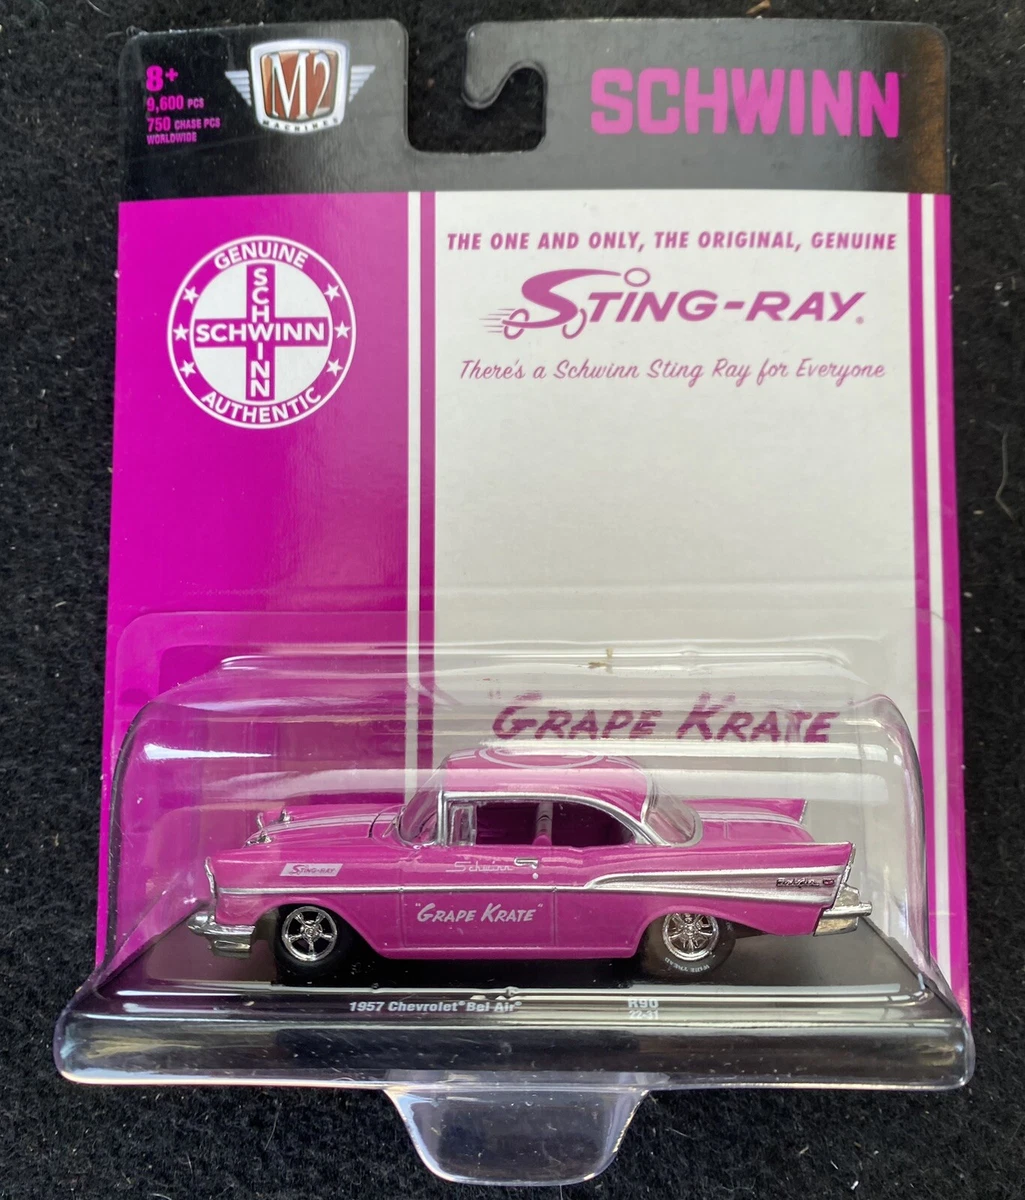 8+
9,600 PCS
750 CHASE PCS
WORLDWIDE
M2
MACHINES
SCHWINN
GENUINE
SCHWINN
SCHWINN
AUTHENTIC
THE ONE AND ONLY, THE ORIGINAL, GENUINE
STING-RAY®
There's a Schwinn Sting Ray for Everyone
"GRAPE KRATE"
STING-RAY
Schwinn
"GRAPE KRATE"
Bel Air
1957 Chevrolet® Bel Air®
R90
22-31